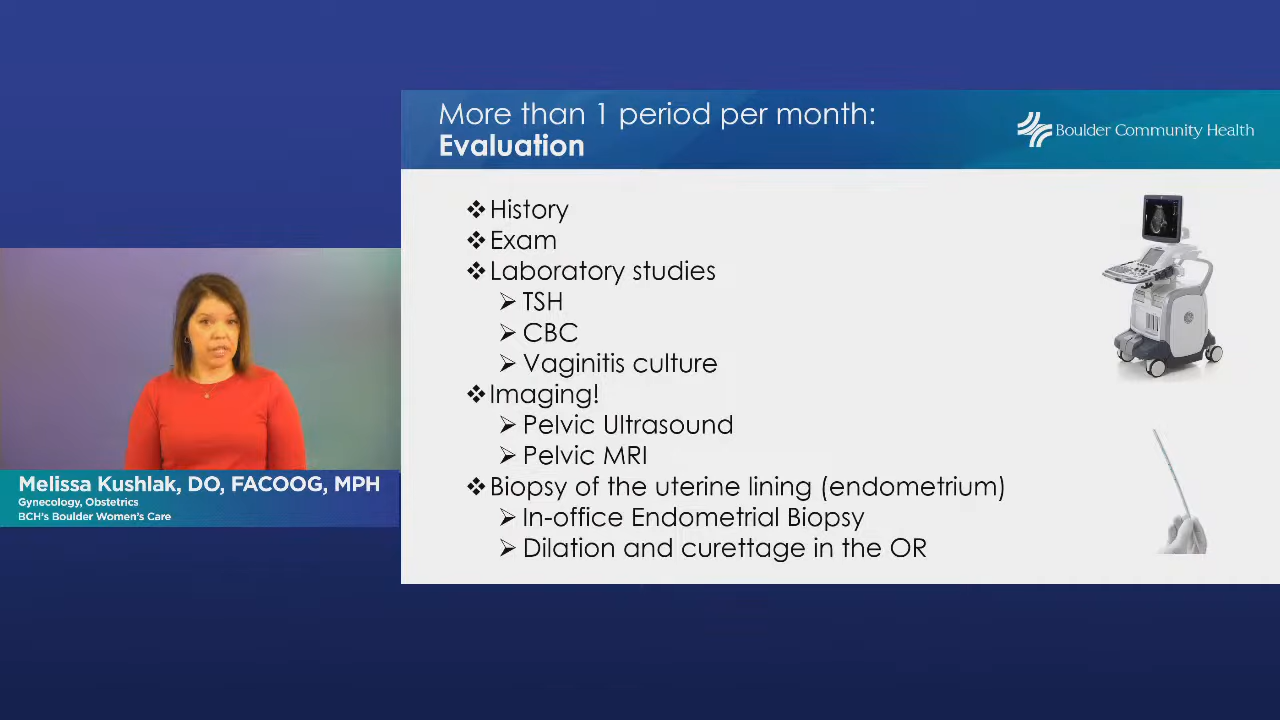 More than 1 period per month:
Evaluation
Boulder Community Health
❖ History
❖ Exam
❖ Laboratory studies
➢ TSH
➢ CBC
➢ Vaginitis culture
❖ Imaging!
➢ Pelvic Ultrasound
➢ Pelvic MRI
❖ Biopsy of the uterine lining (endometrium)
➢ In-office Endometrial Biopsy
➢ Dilation and curettage in the OR
Melissa Kushlak, DO, FACOOG, MPH
Gynecology, Obstetrics
BCH's Boulder Women's Care